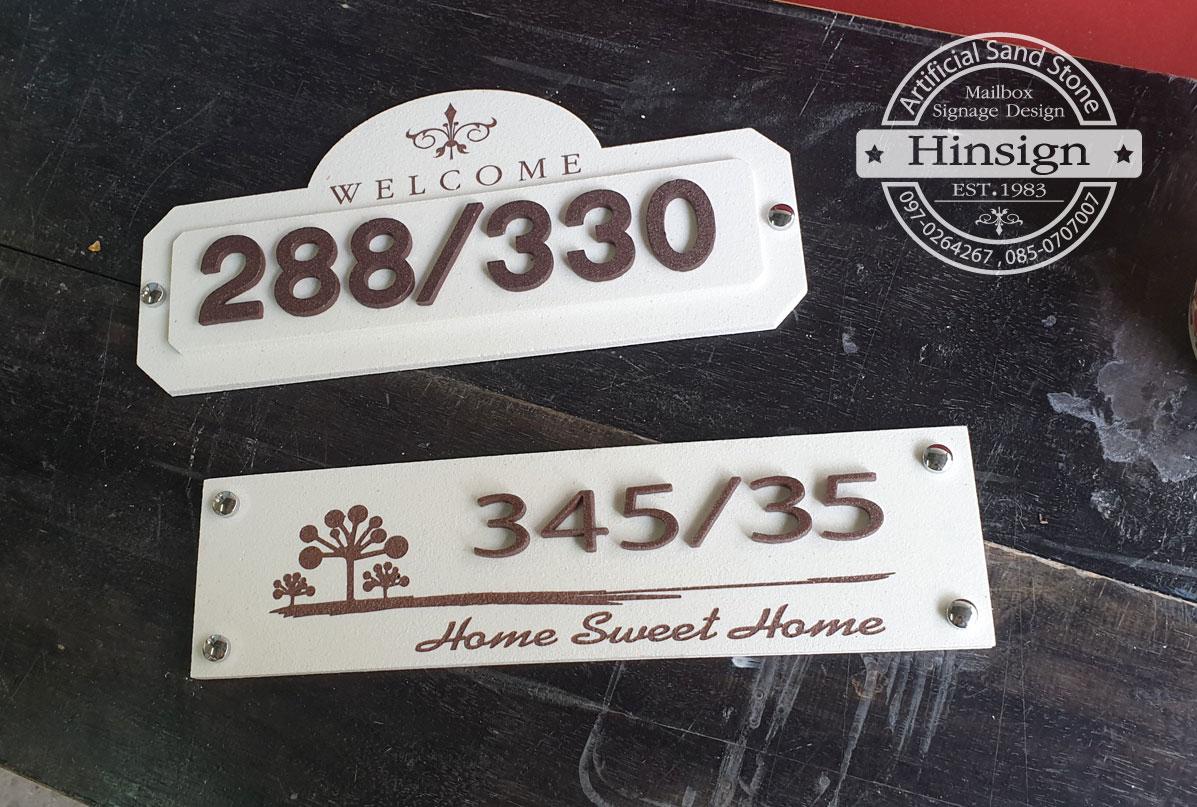 WELCOME
288/330
345/35
Home Sweet Home
Artificial Sand Stone
Mailbox
Signage Design
Hinsign
EST.1983
097-0264267 , 085-0707007